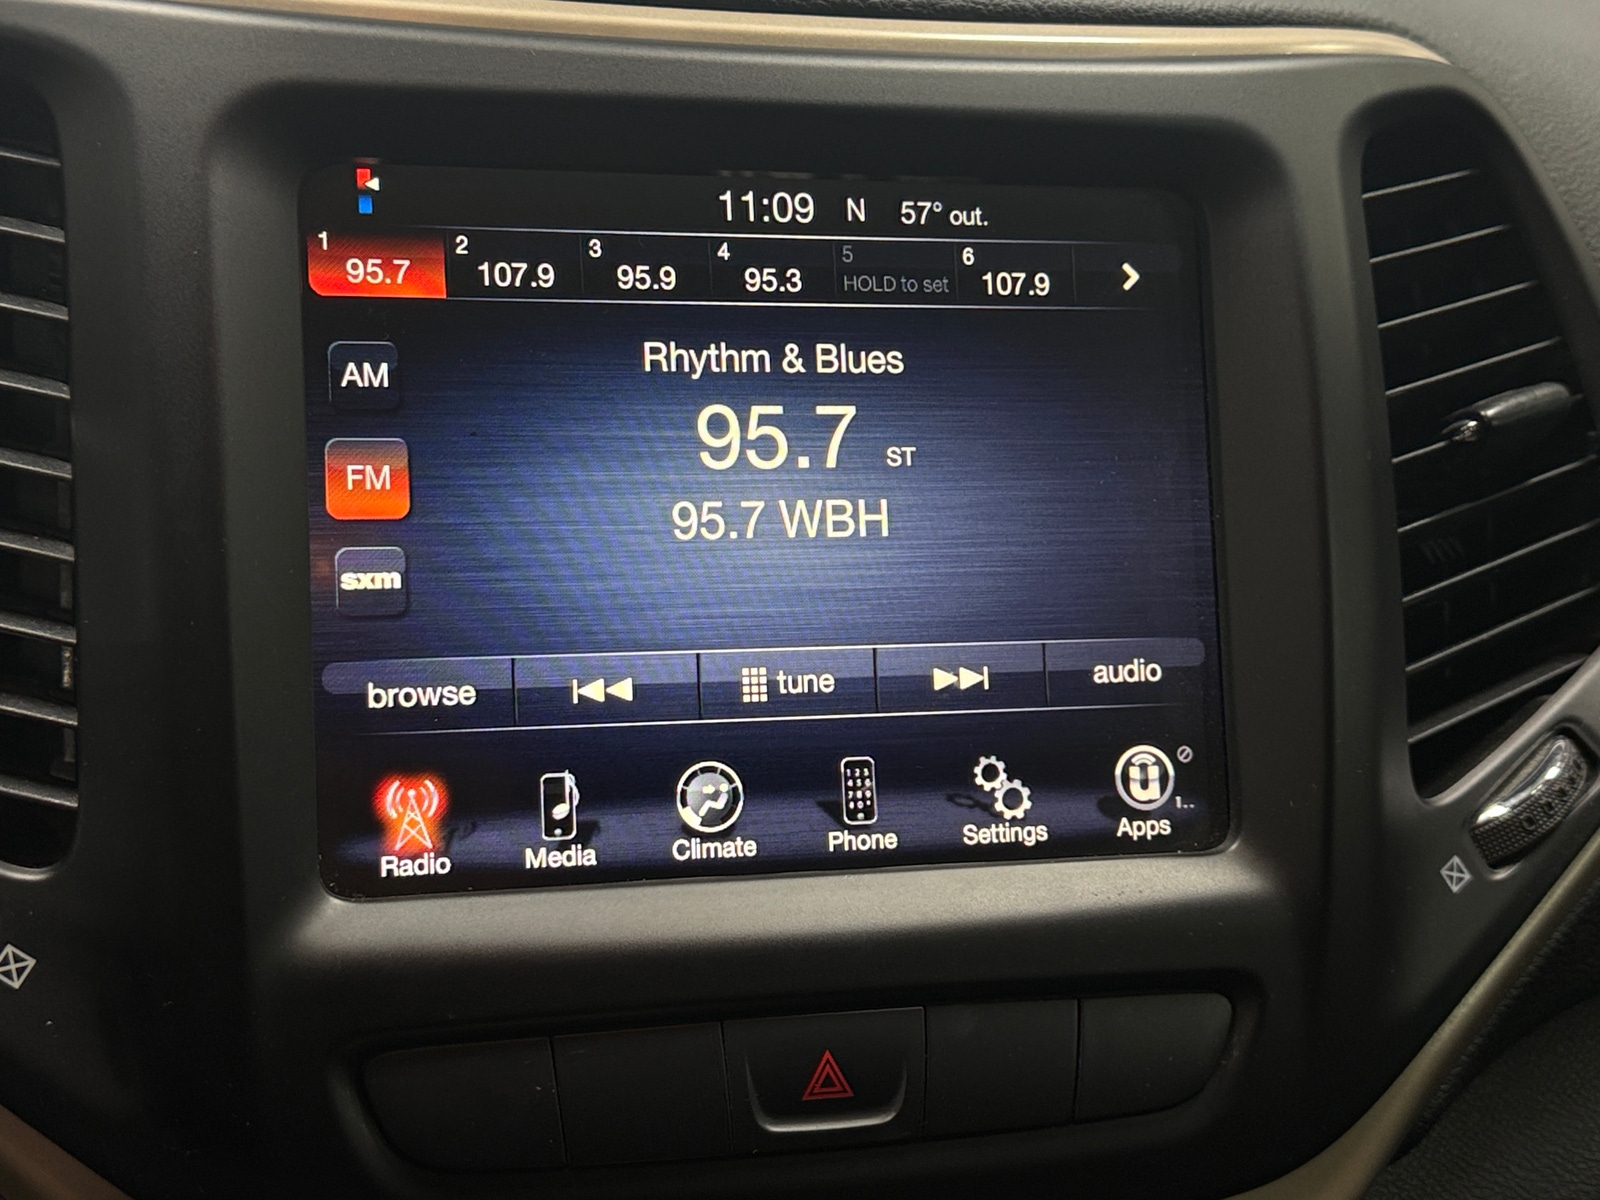 11:09 N 57° out.
1 95.7 2 107.9 3 95.9 4 95.3 5 HOLD to set 6 107.9
AM
Rhythm & Blues
95.7 ST
FM
95.7 WBH
sxm
browse tune audio
Radio Media Climate Phone Settings Apps